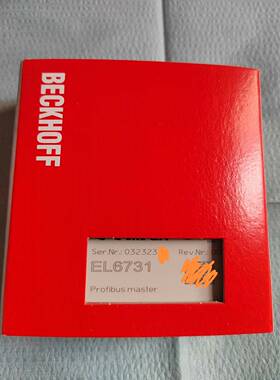 BECKHOFF
Ser.Nr.: 032323
Rev.Nr.
EL6731
Profibus master